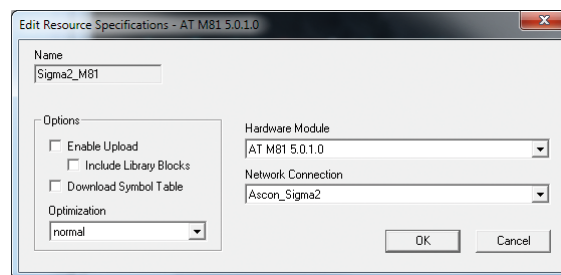 Edit Resource Specifications - AT M81 5.0.1.0
Name
Sigma2_M81
Options
Enable Upload
Include Library Blocks
Download Symbol Table
Optimization
normal
Hardware Module
AT M81 5.0.1.0
Network Connection
Ascon_Sigma2
OK
Cancel